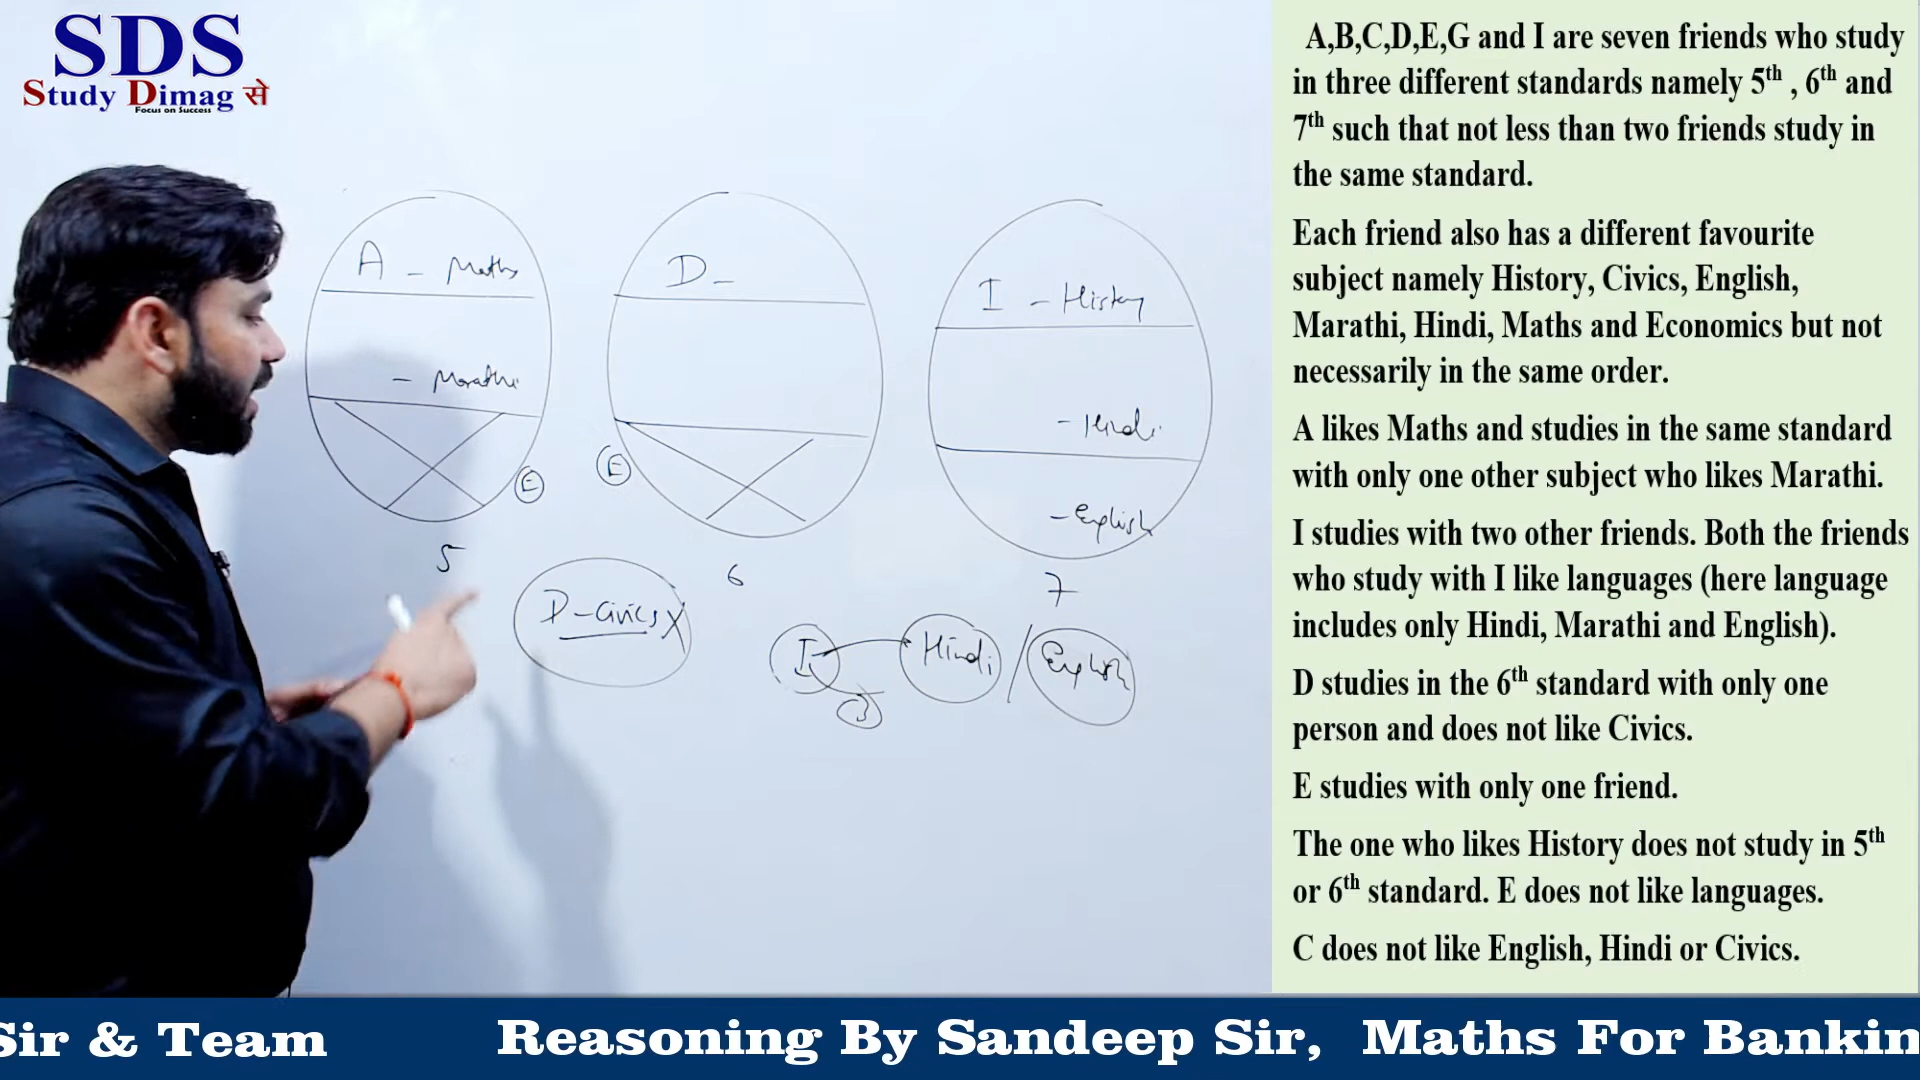 SDS
Study Dimag से
Focus on Success
A,B,C,D,E,G and I are seven friends who study
in three different standards namely 5th , 6th and
7th such that not less than two friends study in
the same standard.
Each friend also has a different favourite
subject namely History, Civics, English,
Marathi, Hindi, Maths and Economics but not
necessarily in the same order.
A likes Maths and studies in the same standard
with only one other subject who likes Marathi.
I studies with two other friends. Both the friends
who study with I like languages (here language
includes only Hindi, Marathi and English).
D studies in the 6th standard with only one
person and does not like Civics.
E studies with only one friend.
The one who likes History does not study in 5th
or 6th standard. E does not like languages.
C does not like English, Hindi or Civics.
A - Maths
- Marathi
E
5
D -
E
6
I - History
- Hindi
- English
7
D - Civics X
I Hindi / English
3
Sir & Team Reasoning By Sandeep Sir, Maths For Bankin